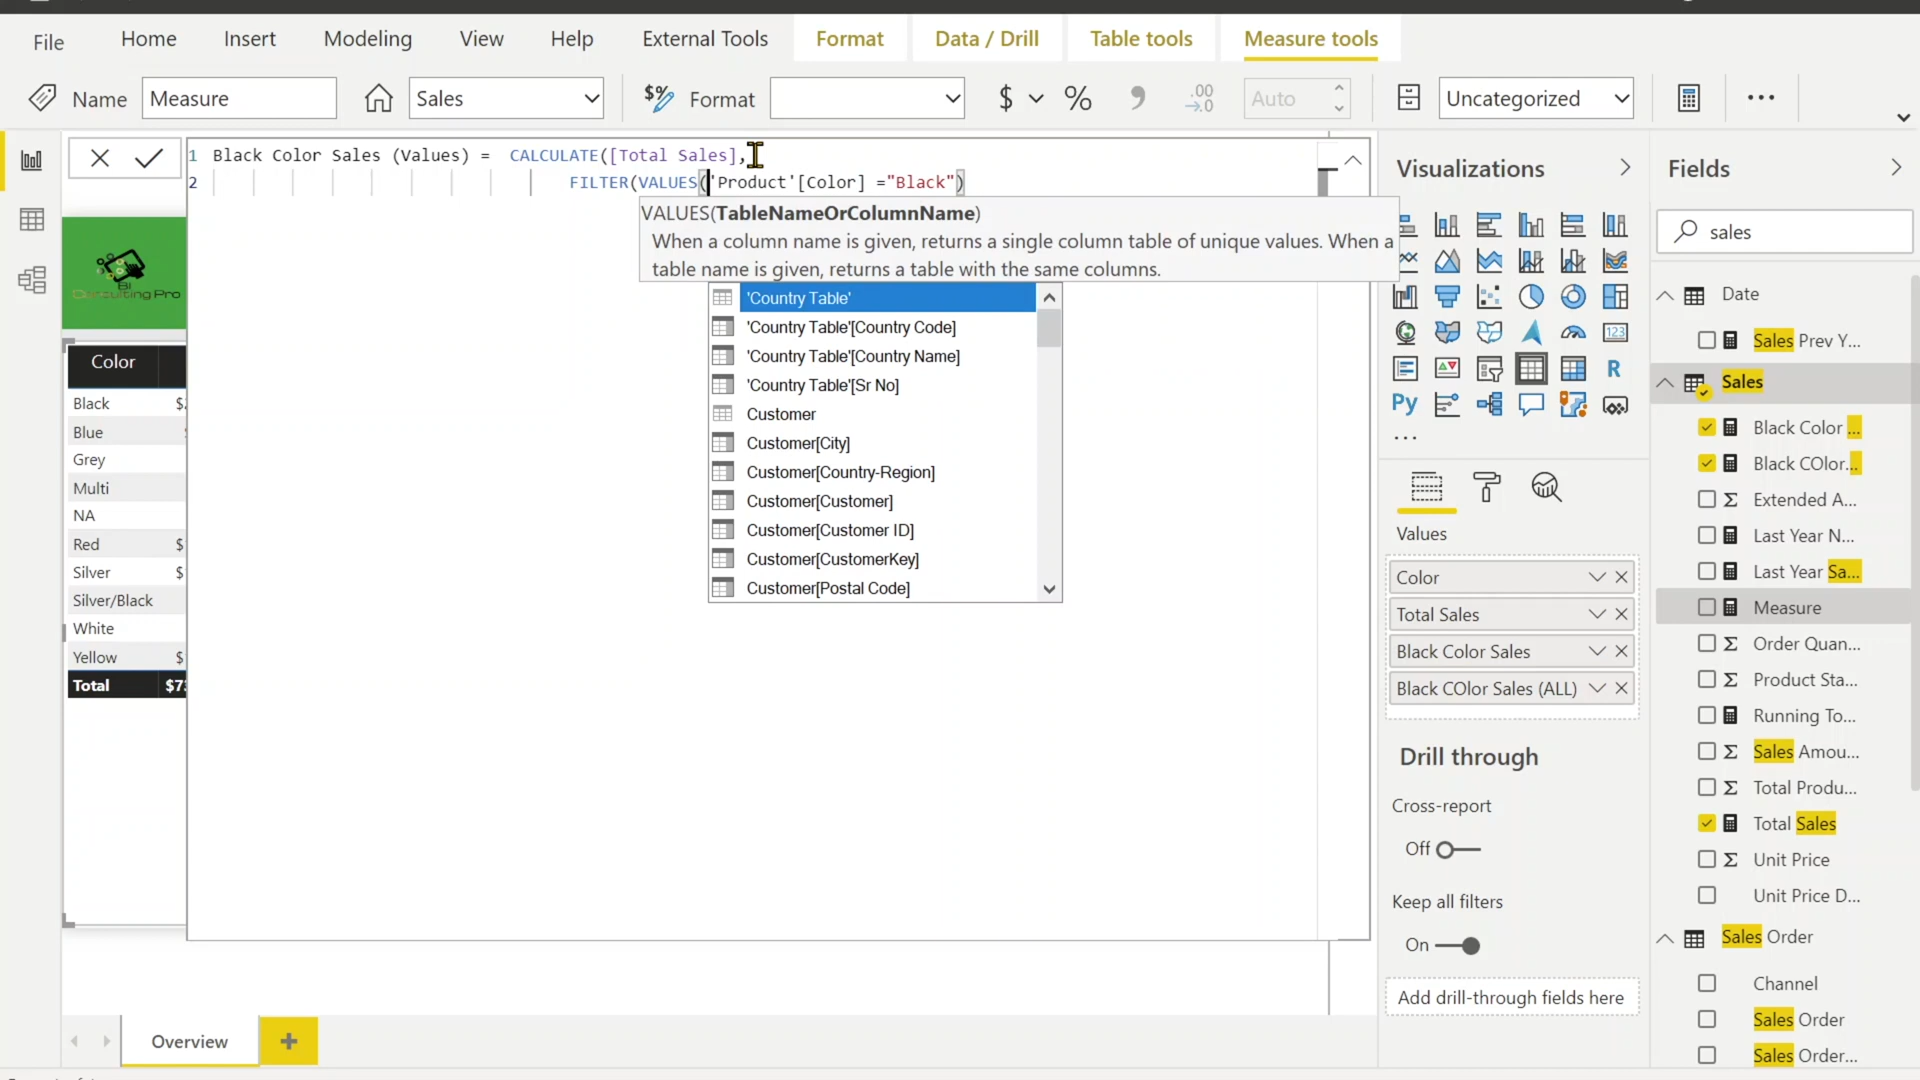 File
Home
Insert
Modeling
View
Help
External Tools
Format
Data / Drill
Table tools
Measure tools
Name
Measure
Sales
Format
$
%
Auto
Uncategorized
1 Black Color Sales (Values) = CALCULATE([Total Sales],
2 FILTER(VALUES('Product'[Color] ="Black")
VALUES(TableNameOrColumnName)
When a column name is given, returns a single column table of unique values. When a
table name is given, returns a table with the same columns.
'Country Table'
'Country Table'[Country Code]
'Country Table'[Country Name]
'Country Table'[Sr No]
Customer
Customer[City]
Customer[Country-Region]
Customer[Customer]
Customer[Customer ID]
Customer[CustomerKey]
Customer[Postal Code]
BI
Consulting Pro
Color
Black
Blue
Grey
Multi
NA
Red $
Silver $
Silver/Black
White
Yellow $
Total
Overview
Visualizations
123
R
Py
Values
Color
Total Sales
Black Color Sales
Black COlor Sales (ALL)
Drill through
Cross-report
Off
Keep all filters
On
Add drill-through fields here
Fields
sales
Date
Sales Prev Y...
Sales
Black Color ...
Black COlor...
Extended A...
Last Year N...
Last Year Sa...
Measure
Order Quan...
Product Sta...
Running To...
Sales Amou...
Total Produ...
Total Sales
Unit Price
Unit Price D...
Sales Order
Channel
Sales Order
Sales Order...